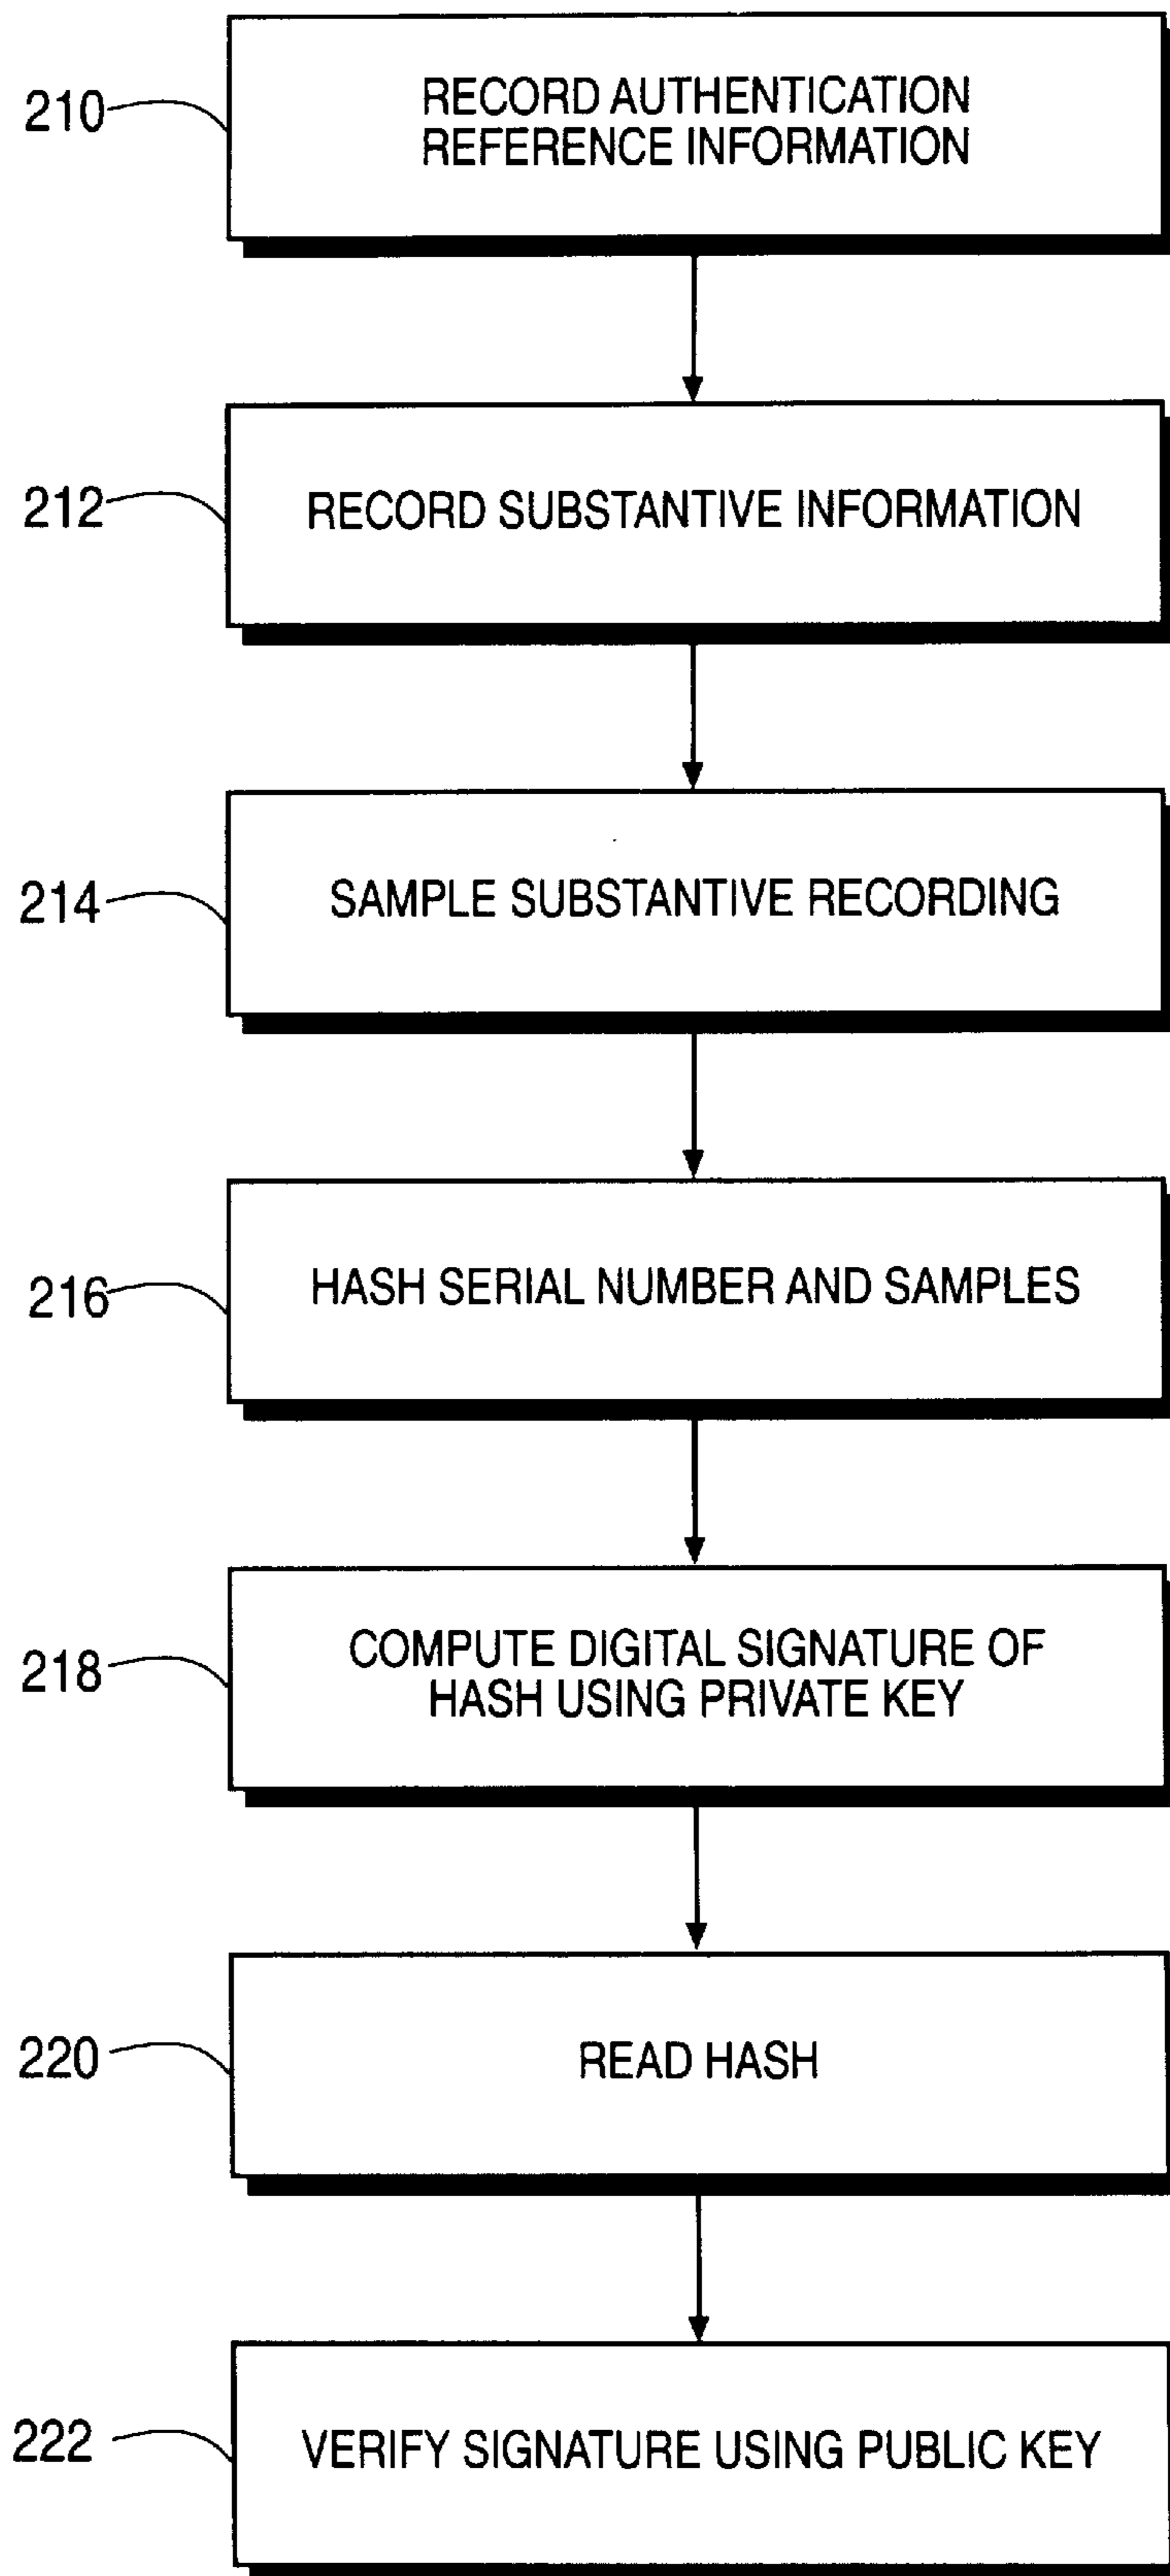 210
RECORD AUTHENTICATION
REFERENCE INFORMATION
212
RECORD SUBSTANTIVE INFORMATION
214
SAMPLE SUBSTANTIVE RECORDING
216
HASH SERIAL NUMBER AND SAMPLES
218
COMPUTE DIGITAL SIGNATURE OF
HASH USING PRIVATE KEY
220
READ HASH
222
VERIFY SIGNATURE USING PUBLIC KEY